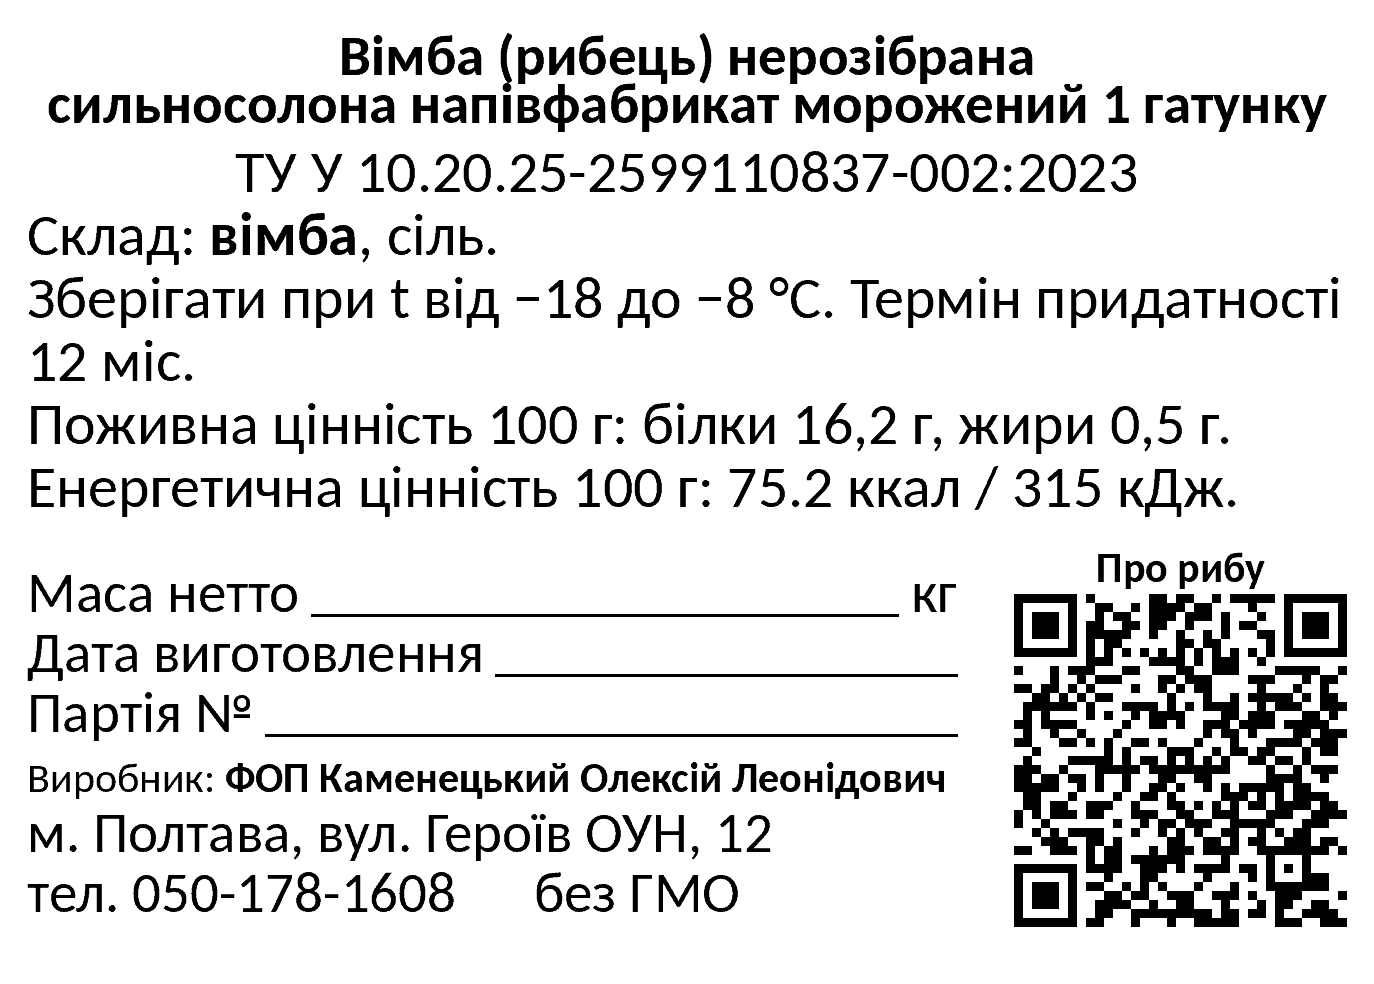 Вімба (рибець) нерозібрана
сильносолона напівфабрикат морожений 1 гатунку
ТУ У 10.20.25-2599110837-002:2023
Склад: вімба, сіль.
Зберігати при t від −18 до −8 °C. Термін придатності
12 міс.
Поживна цінність 100 г: білки 16,2 г, жири 0,5 г.
Енергетична цінність 100 г: 75.2 ккал / 315 кДж.
Маса нетто ____________________ кг
Дата виготовлення ________________
Партія № ________________________
Виробник: ФОП Каменецький Олексій Леонідович
м. Полтава, вул. Героїв ОУН, 12
тел. 050-178-1608 без ГМО
Про рибу